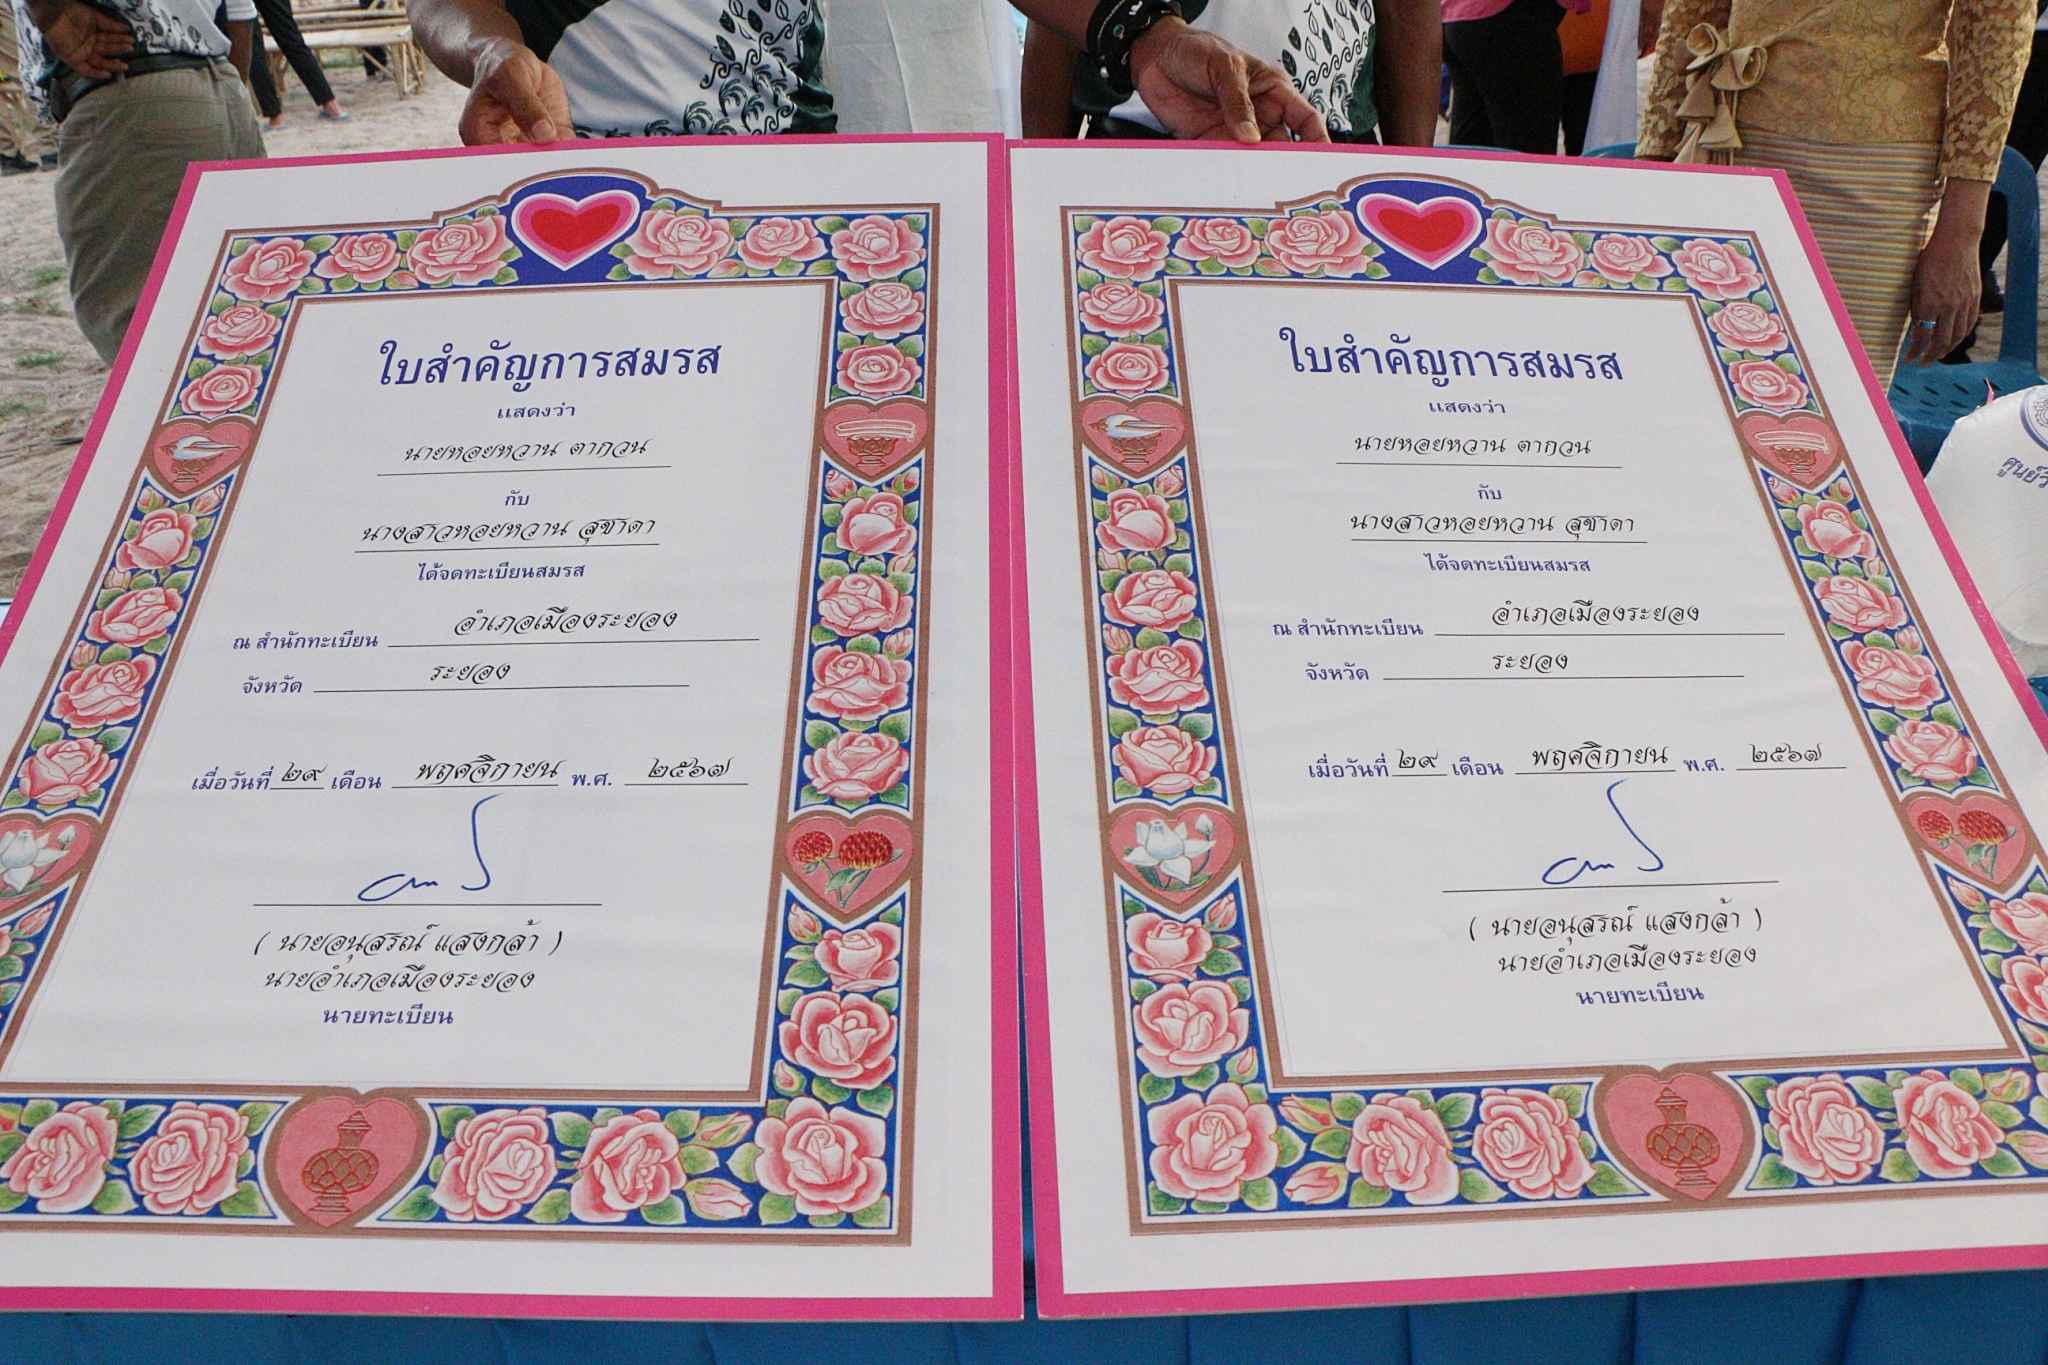 ใบสำคัญการสมรส
แสดงว่า
นายหอยหวาน ตากวน
กับ
นางสาวหอยหวาน สุชาดา
ได้จดทะเบียนสมรส
ณ สำนักทะเบียน อำเภอเมืองระยอง
จังหวัด ระยอง
เมื่อวันที่ ๒๙ เดือน พฤศจิกายน พ.ศ. ๒๕๖๗
( นายอนุสรณ์ แสงกล้า )
นายอำเภอเมืองระยอง
นายทะเบียน
ใบสำคัญการสมรส
แสดงว่า
นายหอยหวาน ตากวน
กับ
นางสาวหอยหวาน สุชาดา
ได้จดทะเบียนสมรส
ณ สำนักทะเบียน อำเภอเมืองระยอง
จังหวัด ระยอง
เมื่อวันที่ ๒๙ เดือน พฤศจิกายน พ.ศ. ๒๕๖๗
( นายอนุสรณ์ แสงกล้า )
นายอำเภอเมืองระยอง
นายทะเบียน